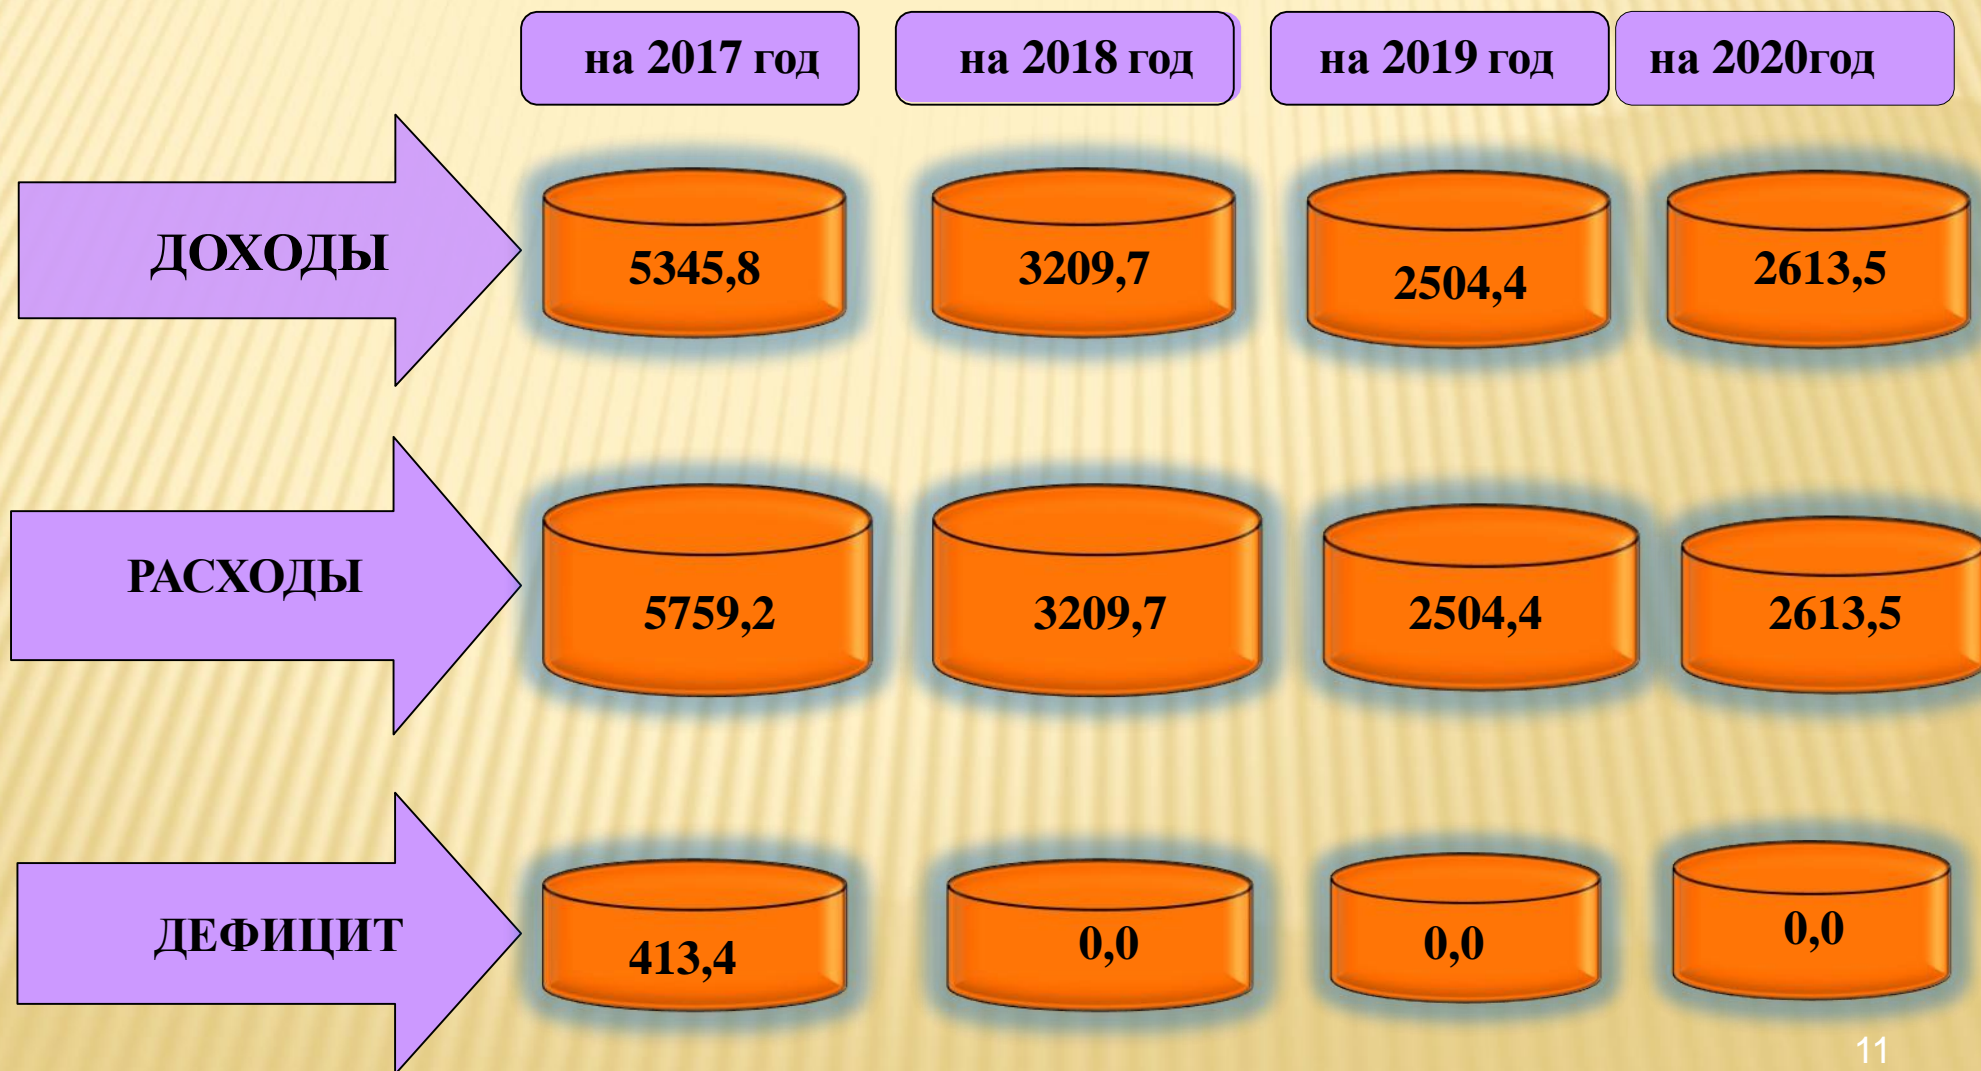 на 2017 год
на 2018 год
на 2019 год
на 2020год
ДОХОДЫ
5345,8
3209,7
2504,4
2613,5
РАСХОДЫ
5759,2
3209,7
2504,4
2613,5
ДЕФИЦИТ
413,4
0,0
0,0
0,0
11